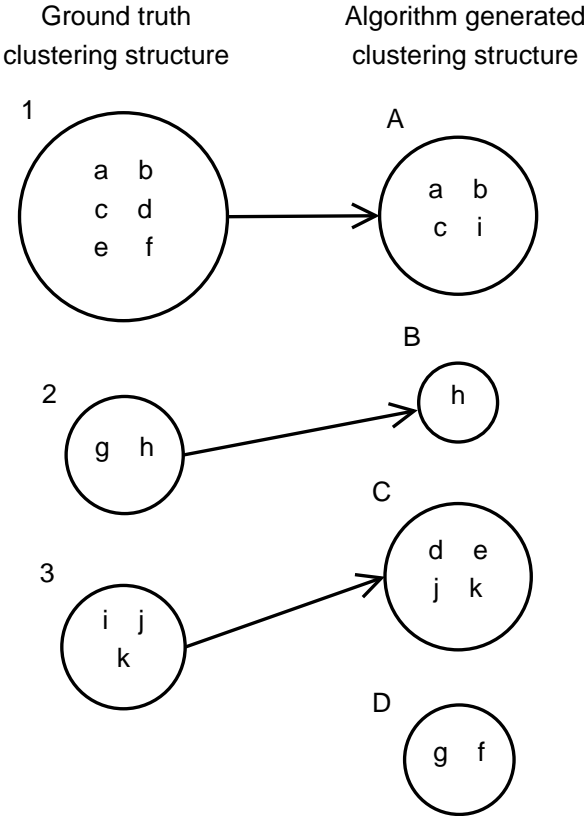 Ground truth
clustering structure
Algorithm generated
clustering structure
1
a b
c d
e f
A
a b
c i
2
g h
B
h
3
i j
k
C
d e
j k
D
g f